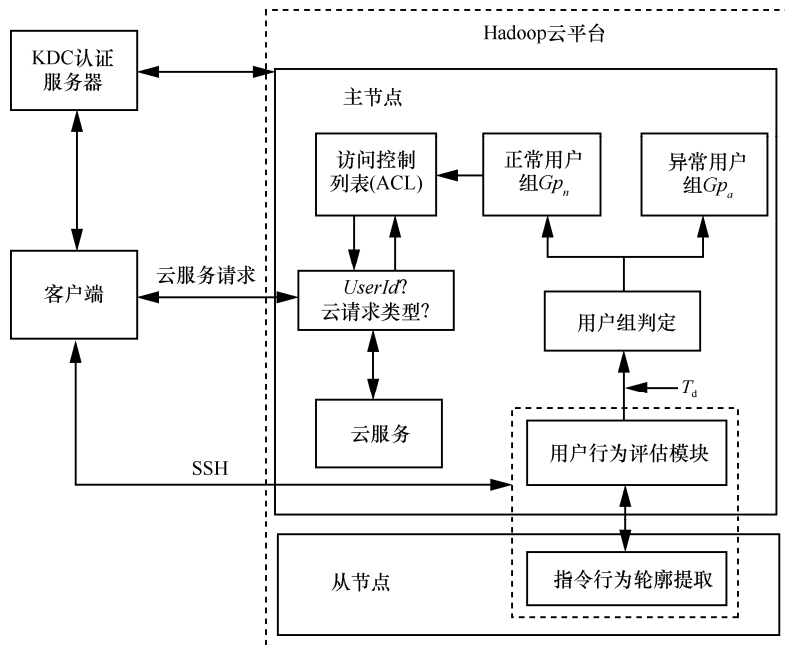 Hadoop云平台
KDC认证
服务器
主节点
访问控制
列表(ACL)
正常用户
组Gpn
异常用户
组Gpa
客户端
云服务请求
UserId?
云请求类型?
用户组判定
Td
云服务
用户行为评估模块
SSH
从节点
指令行为轮廓提取